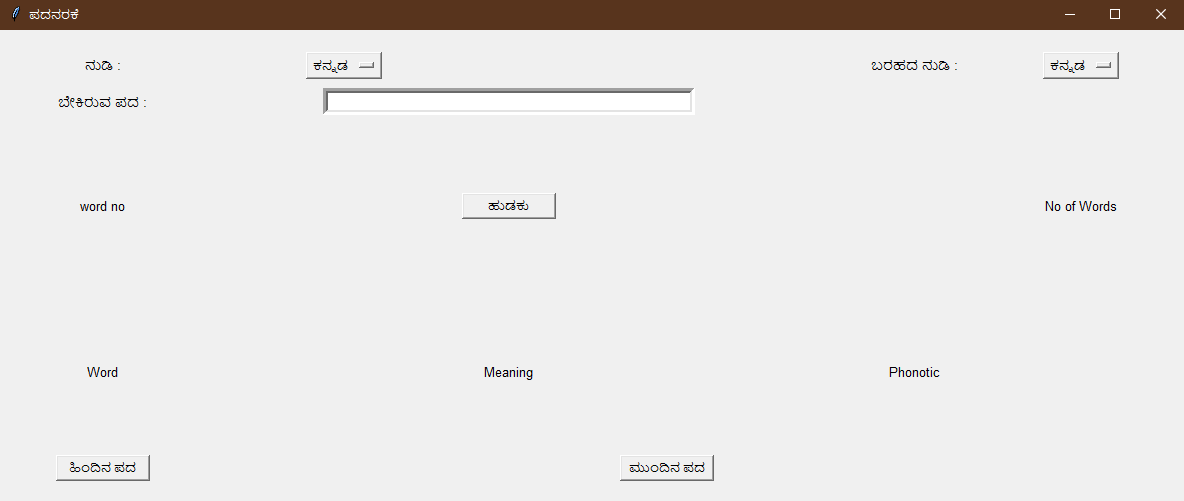 ಪದನರಕೆ
ನುಡಿ : ಕನ್ನಡ ಬರಹದ ನುಡಿ : ಕನ್ನಡ
ಬೇಕಿರುವ ಪದ :
word no ಹುಡಕು No of Words
Word Meaning Phonotic
ಹಿಂದಿನ ಪದ ಮುಂದಿನ ಪದ